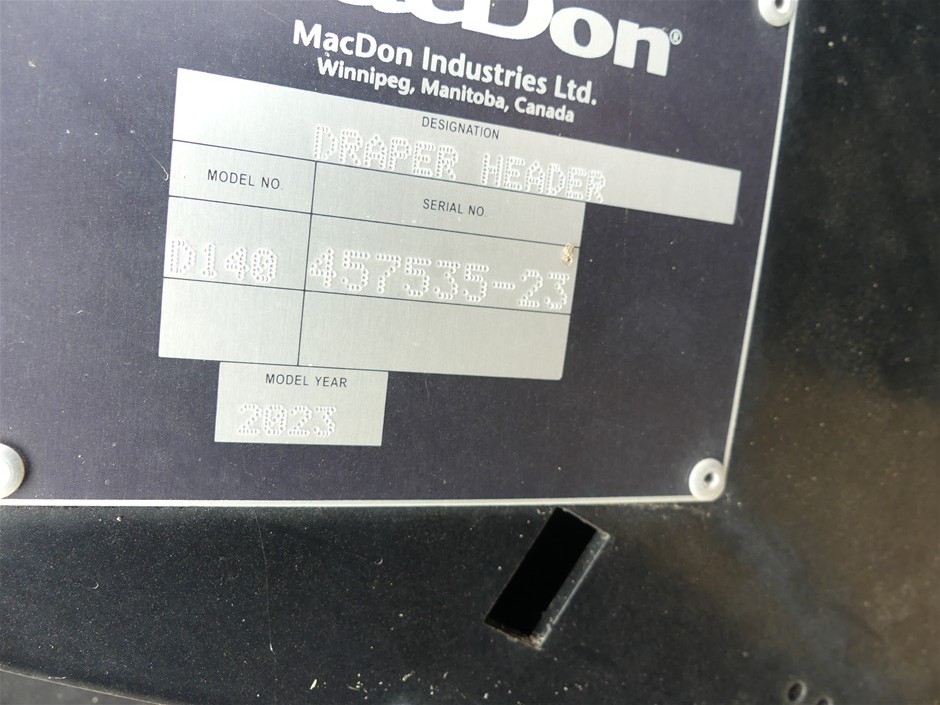 MacDon®
MacDon Industries Ltd.
Winnipeg, Manitoba, Canada
DESIGNATION
DRAPER HEADER
MODEL NO.
SERIAL NO.
D140
457535-23
MODEL YEAR
2023